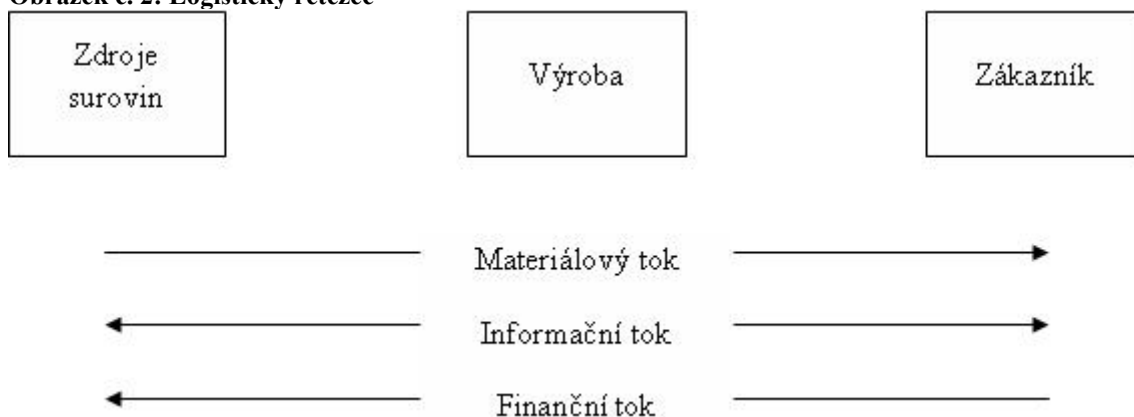 Obrázek č. 2: Logistický řetězec
Zdroje
surovin
Výroba
Zákazník
Materiálový tok
Informační tok
Finanční tok